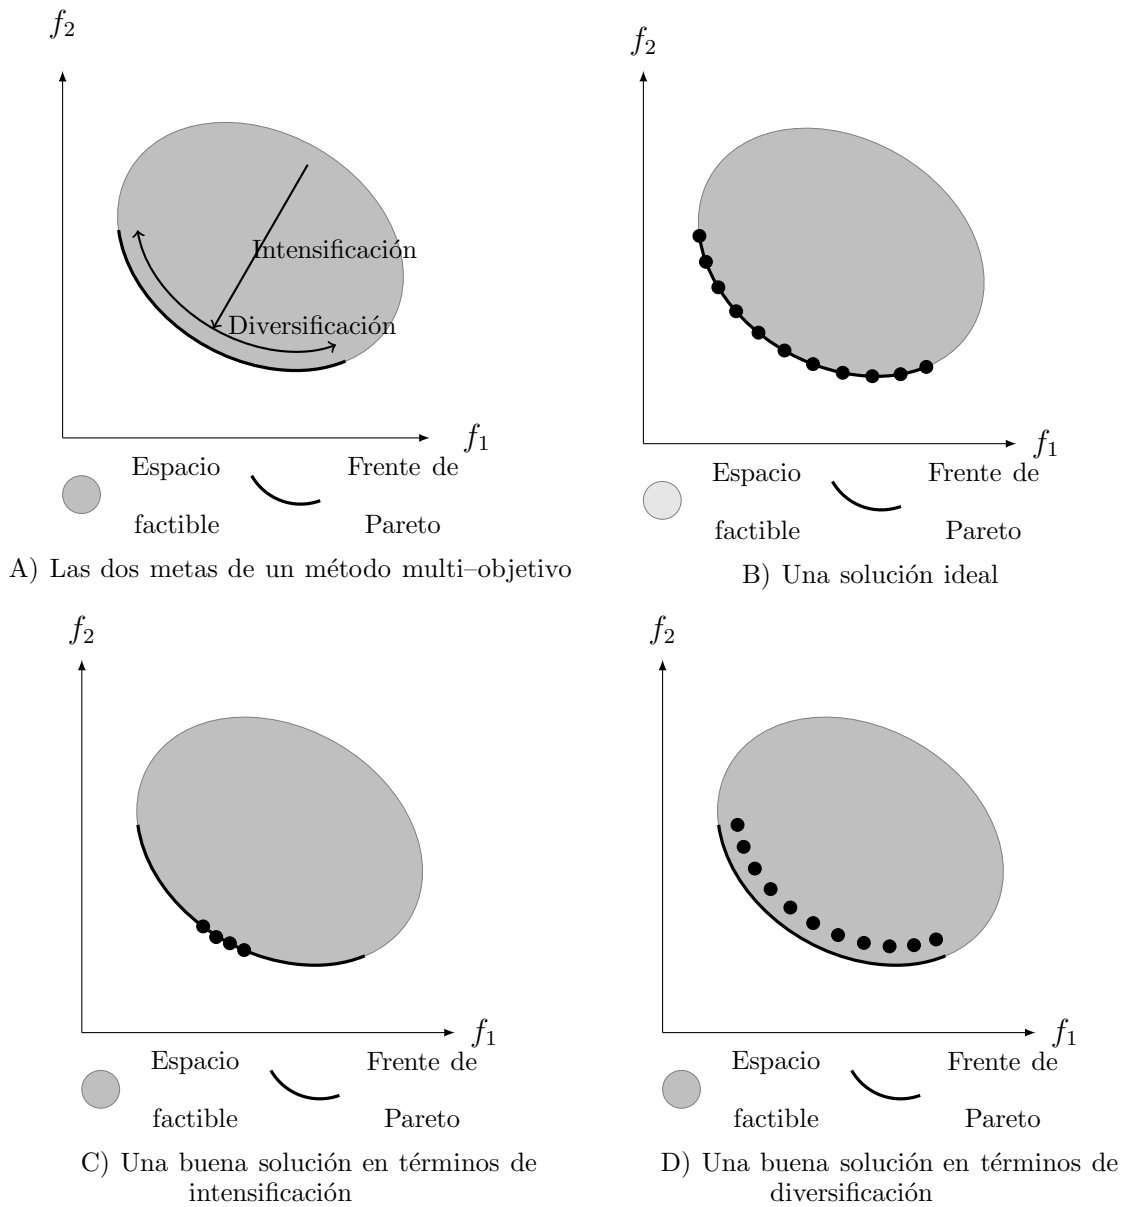 f2
Intensificación
Diversificación
f1
Espacio
factible
Frente de
Pareto
A) Las dos metas de un método multi–objetivo
f2
f1
Espacio
factible
Frente de
Pareto
B) Una solución ideal
f2
f1
Espacio
factible
Frente de
Pareto
C) Una buena solución en términos de
intensificación
f2
f1
Espacio
factible
Frente de
Pareto
D) Una buena solución en términos de
diversificación